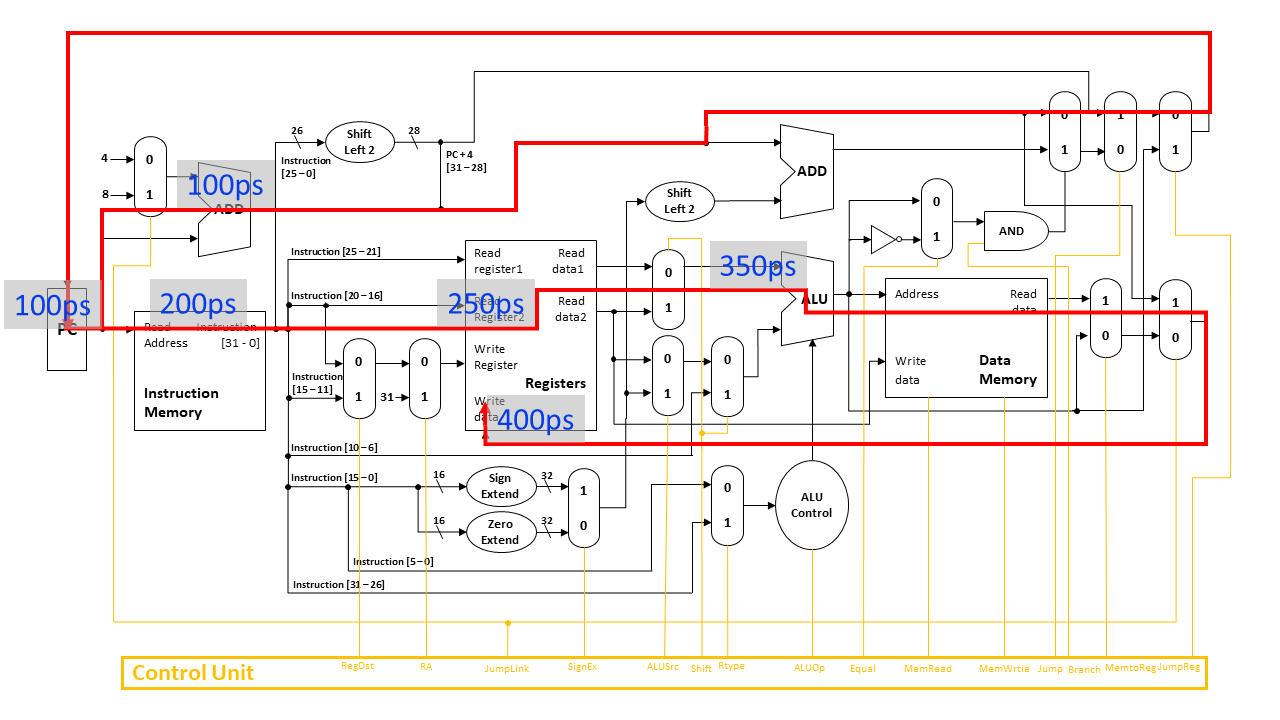 26
28
Shift
Left 2
Instruction
[25 – 0]
PC + 4
[31 – 28]
4
8
0
1
100ps
ADD
0
1
1
0
0
1
ADD
Shift
Left 2
0
1
AND
Instruction [25 – 21]
Instruction [20 – 16]
Instruction
[15 – 11]
31
0
1
0
1
100ps
PC
200ps
Read
Address
Instruction
[31 - 0]
Instruction
Memory
Read
register1
Read
data1
250ps
Read
Register2
Read
data2
Write
Register
Registers
Write
data
400ps
0
1
0
1
0
1
350ps
ALU
Address
Read
data
Write
data
Data
Memory
1
0
1
0
Instruction [10 – 6]
Instruction [15 – 0]
16
Sign
Extend
32
16
Zero
Extend
32
1
0
0
1
ALU
Control
Instruction [5 – 0]
Instruction [31 – 26]
Control Unit
RegDst
RA
JumpLink
SignEx
ALUSrc
Shift
Rtype
ALUOp
Equal
MemRead
MemWrtie
Jump
Branch
MemtoReg
JumpReg